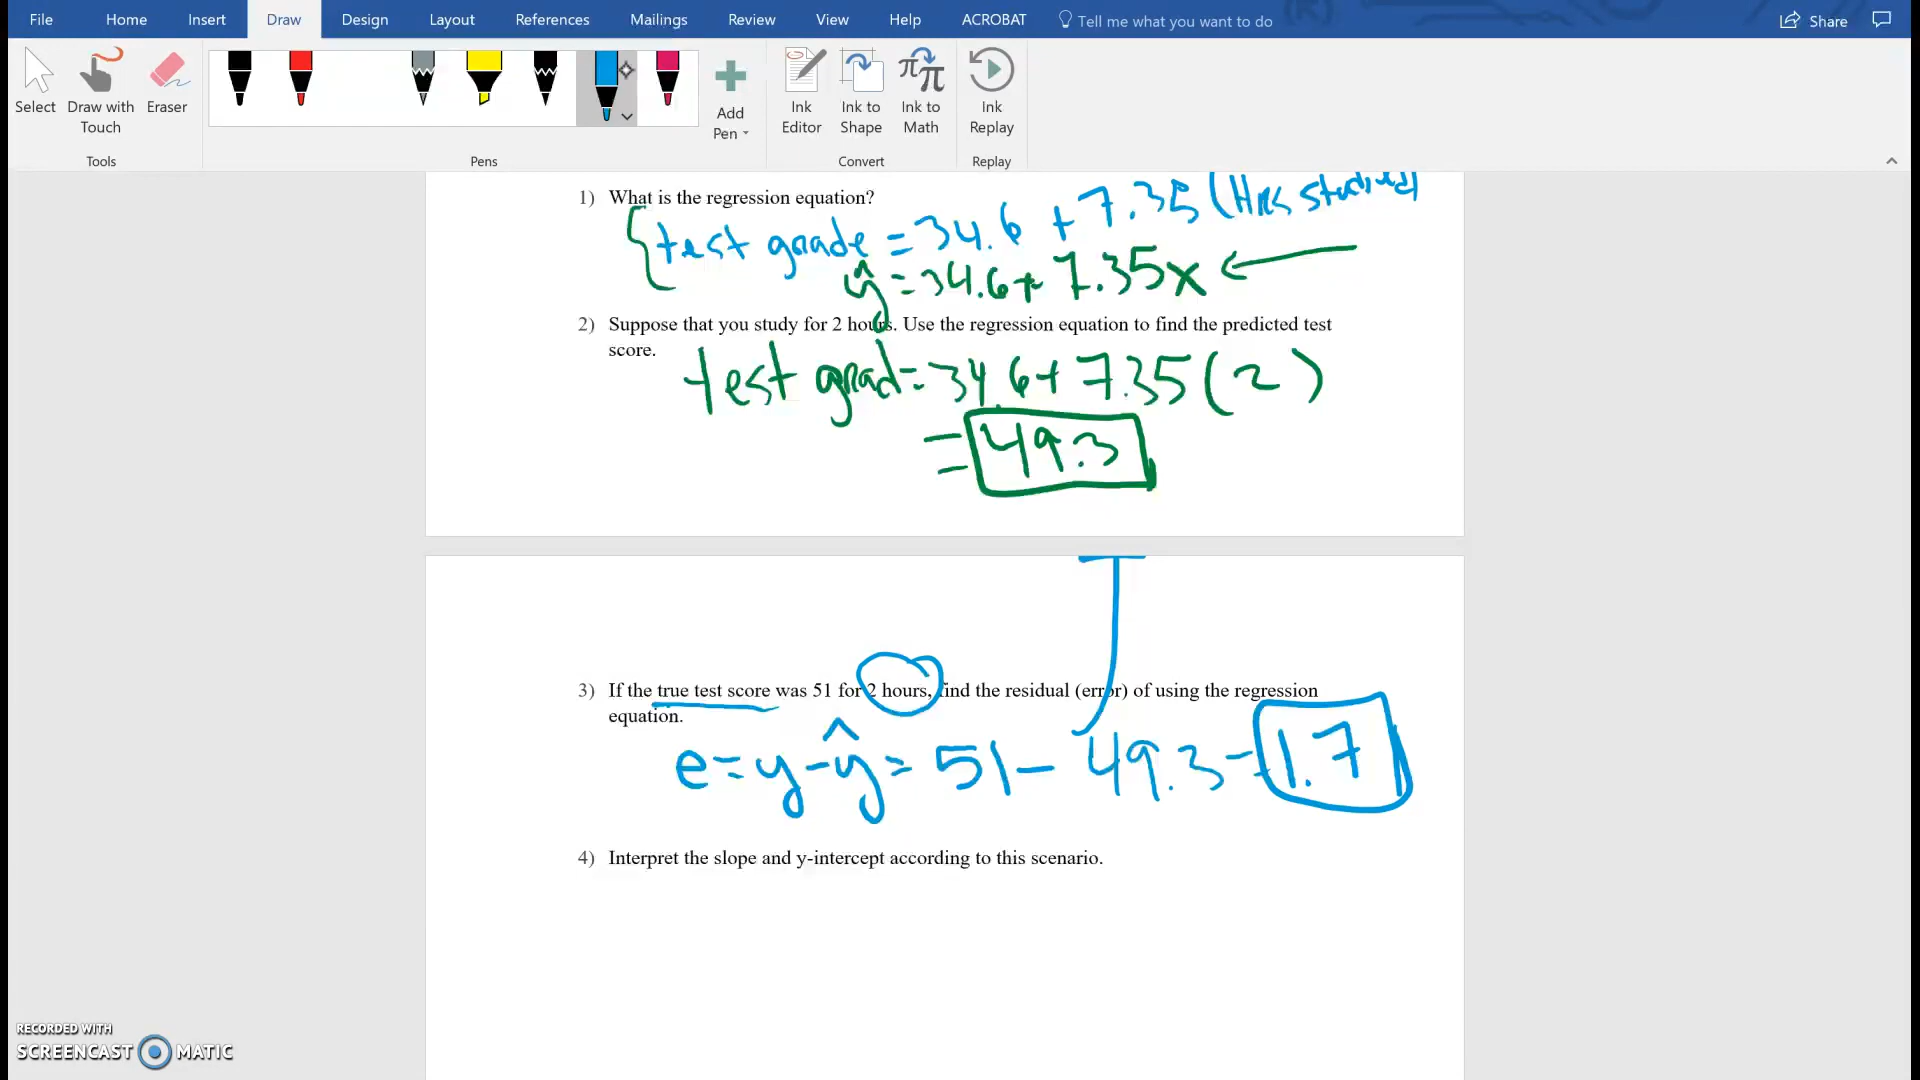 File Home Insert Draw Design Layout References Mailings Review View Help ACROBAT Tell me what you want to do Share
Select Draw with Touch Eraser Add Pen Ink Editor Ink to Shape Ink to Math Ink Replay
Tools Pens Convert Replay
1) What is the regression equation?
test grade = 34.6 + 7.35 (Hrs studied)
ŷ = 34.6 + 7.35x
2) Suppose that you study for 2 hours. Use the regression equation to find the predicted test
score.
test grad = 34.6 + 7.35 (2)
= 49.3
3) If the true test score was 51 for 2 hours, find the residual (error) of using the regression
equation.
e = y - ŷ = 51 - 49.3 = 1.7
4) Interpret the slope and y-intercept according to this scenario.
RECORDED WITH
SCREENCAST MATIC